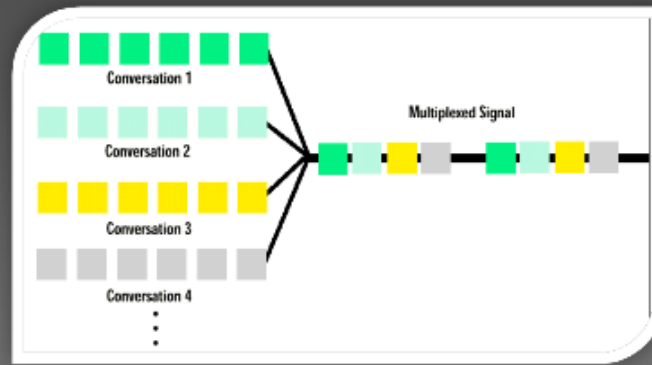 Conversation 1
Conversation 2
Multiplexed Signal
Conversation 3
Conversation 4